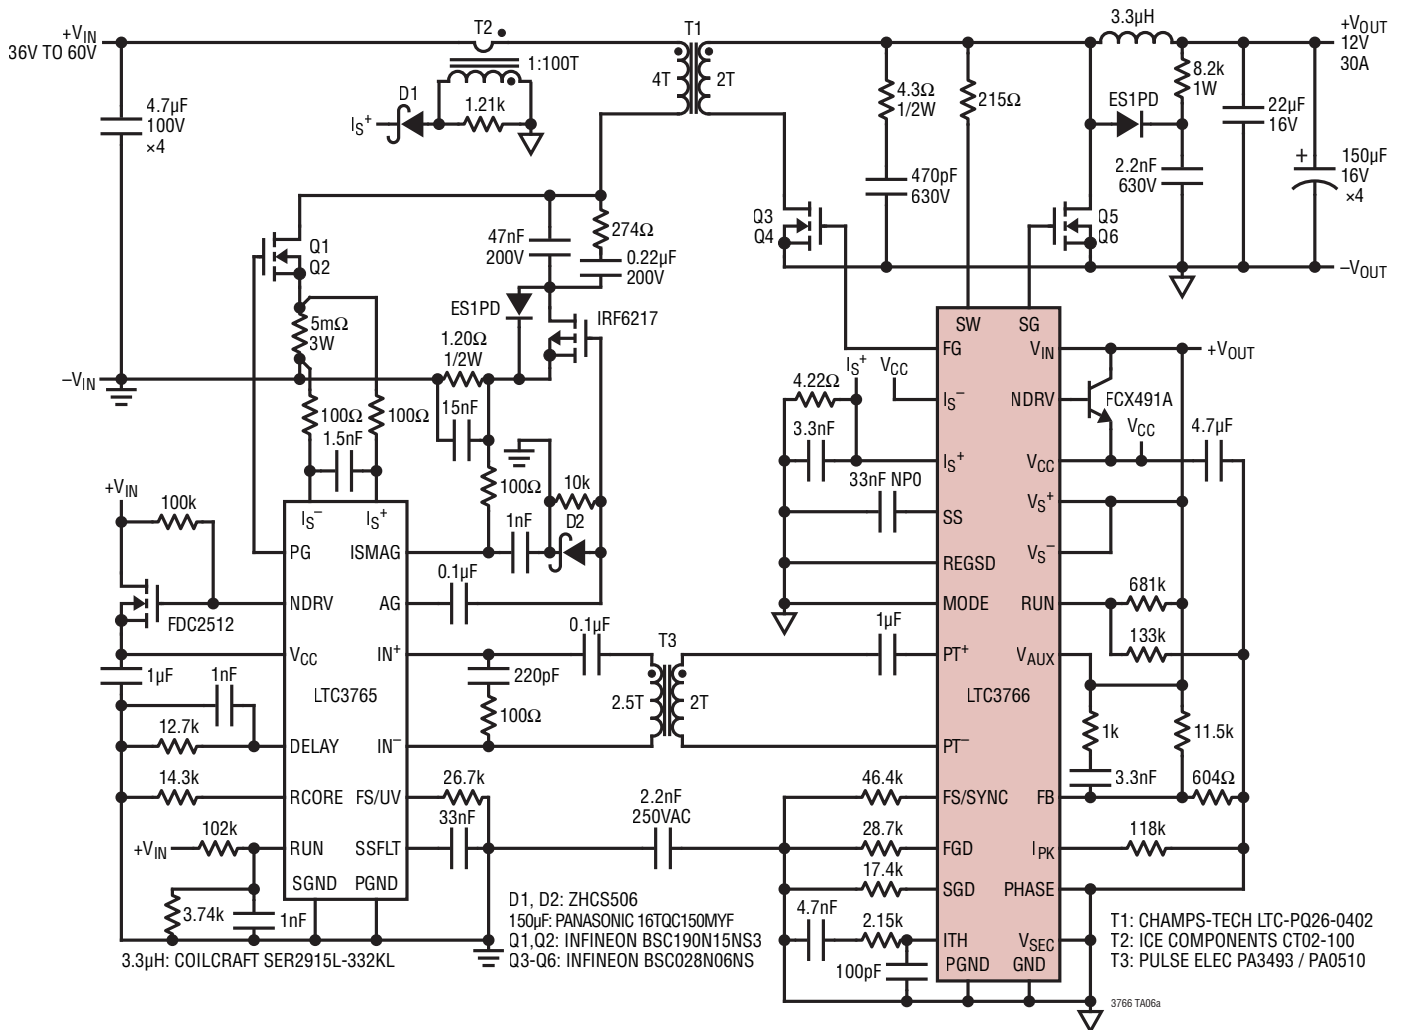 +VIN
36V TO 60V
T2
T1
3.3µH
+VOUT
12V
30A
1:100T
4T
2T
D1
IS+
1.21k
4.7µF
100V
×4
4.3Ω
1/2W
215Ω
8.2k
1W
ES1PD
22µF
16V
470pF
630V
2.2nF
630V
+
150µF
16V
×4
Q1
Q2
47nF
200V
274Ω
0.22µF
200V
Q3
Q4
Q5
Q6
–VOUT
ES1PD
IRF6217
5mΩ
3W
1.20Ω
1/2W
–VIN
100Ω
100Ω
1.5nF
15nF
100Ω
10k
1nF
D2
SW
SG
FG
VIN
+VOUT
IS+
VCC
4.22Ω
IS–
NDRV
FCX491A
3.3nF
VCC
4.7µF
IS+
VCC
33nF NP0
SS
VS+
VS–
REGSD
MODE
RUN
681k
133k
+VIN
100k
IS–
IS+
PG
ISMAG
0.1µF
NDRV
AG
FDC2512
0.1µF
T3
1µF
VCC
IN+
PT+
VAUX
1µF
1nF
LTC3765
220pF
2.5T
2T
LTC3766
100Ω
1k
11.5k
12.7k
DELAY
IN–
PT–
3.3nF
604Ω
14.3k
RCORE
FS/UV
26.7k
2.2nF
250VAC
46.4k
FS/SYNC
FB
33nF
102k
+VIN
RUN
SSFLT
28.7k
FGD
IPK
118k
SGND
PGND
17.4k
SGD
PHASE
3.74k
1nF
4.7nF
2.15k
ITH
VSEC
100pF
PGND
GND
3.3µH: COILCRAFT SER2915L-332KL
D1, D2: ZHCS506
150µF: PANASONIC 16TQC150MYF
Q1,Q2: INFINEON BSC190N15NS3
Q3-Q6: INFINEON BSC028N06NS
T1: CHAMPS-TECH LTC-PQ26-0402
T2: ICE COMPONENTS CT02-100
T3: PULSE ELEC PA3493 / PA0510
3766 TA06a